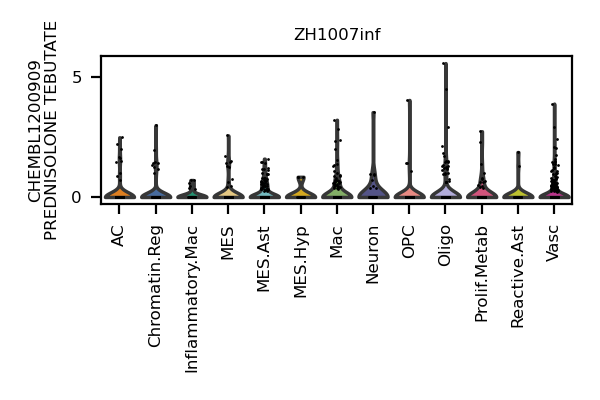 ZH1007inf
CHEMBL1200909
PREDNISOLONE TEBUTATE
5
0
AC
Chromatin.Reg
Inflammatory.Mac
MES
MES.Ast
MES.Hyp
Mac
Neuron
OPC
Oligo
Prolif.Metab
Reactive.Ast
Vasc